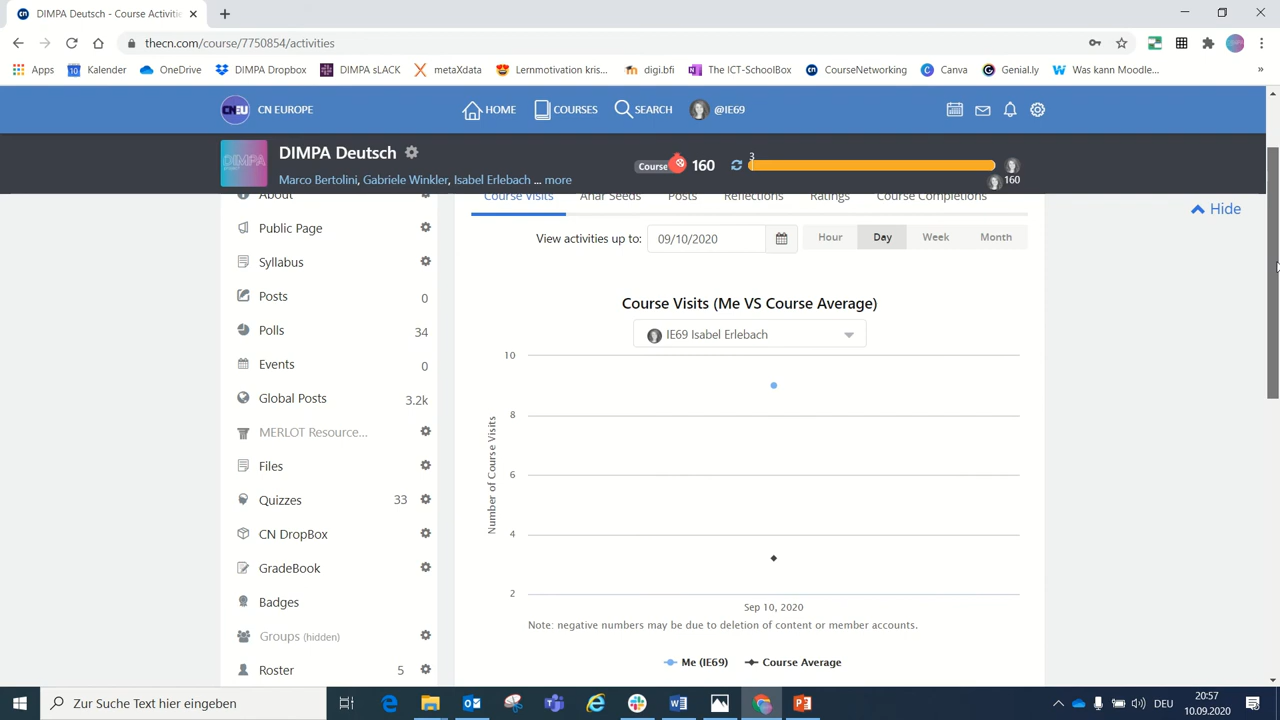 DIMPA Deutsch - Course Activitie
thecn.com/course/7750854/activities
Apps
Kalender
OneDrive
DIMPA Dropbox
DIMPA sLACK
metaXdata
Lernmotivation kris...
digi.bfi
The ICT-SchoolBox
CourseNetworking
Canva
Genial.ly
Was kann Moodle...
CNEU
CN EUROPE
HOME
COURSES
SEARCH
@IE69
DIMPA
DIMPA Deutsch
Marco Bertolini, Gabriele Winkler, Isabel Erlebach ... more
Course
160
3
160
Hide
About
Public Page
Syllabus
Posts 0
Polls 34
Events 0
Global Posts 3.2k
MERLOT Resource...
Files
Quizzes 33
CN DropBox
GradeBook
Badges
Groups (hidden)
Roster 5
Course Visits
Anar Seeds
Posts
Reflections
Ratings
Course Completions
View activities up to: 09/10/2020
Hour
Day
Week
Month
Course Visits (Me VS Course Average)
IE69 Isabel Erlebach
Number of Course Visits
10
8
6
4
2
Sep 10, 2020
Note: negative numbers may be due to deletion of content or member accounts.
Me (IE69)
Course Average
Zur Suche Text hier eingeben
DEU
20:57
10.09.2020